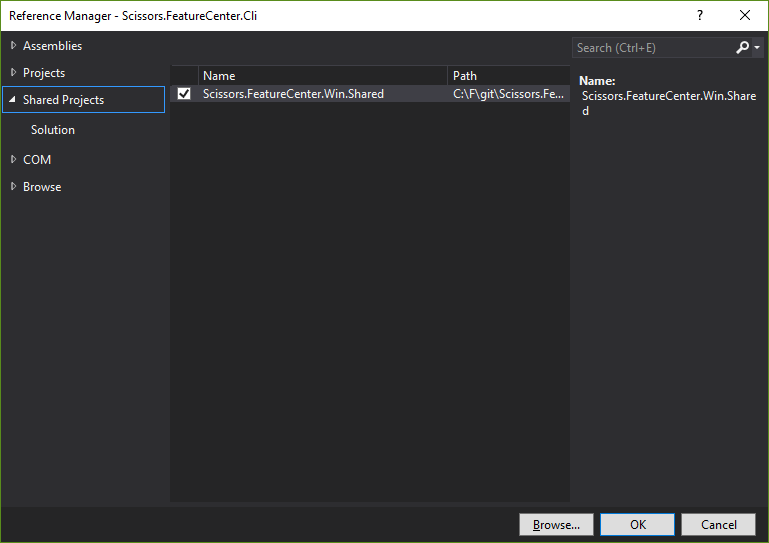 Reference Manager - Scissors.FeatureCenter.Cli
?
Assemblies
Projects
Shared Projects
Solution
COM
Browse
Name Path
Scissors.FeatureCenter.Win.Shared C:\F\git\Scissors.Fe...
Search (Ctrl+E)
Name:
Scissors.FeatureCenter.Win.Share
d
Browse... OK Cancel